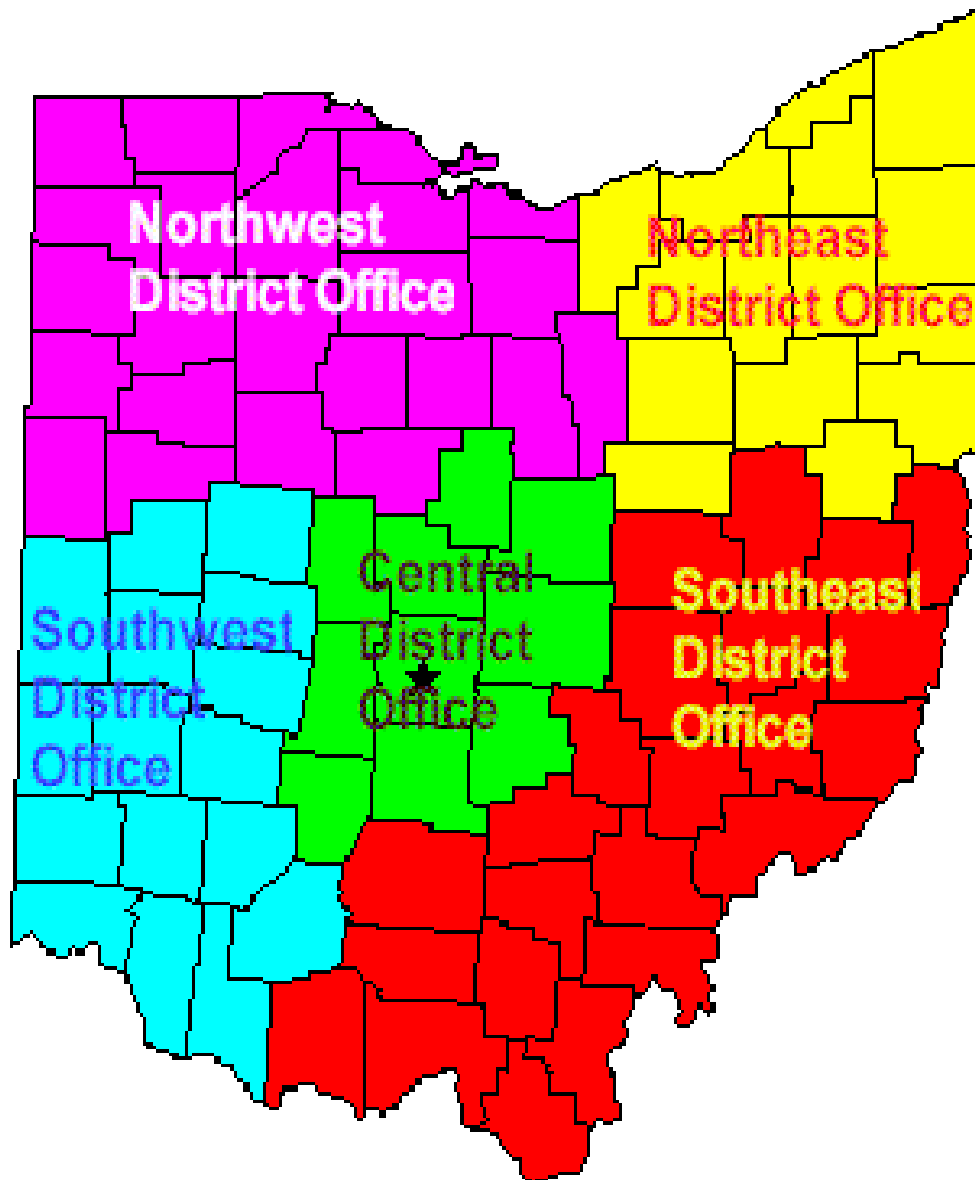 Northwest
District Office
Northeast
District Office
Central
District
Office
Southwest
District
Office
Southeast
District
Office